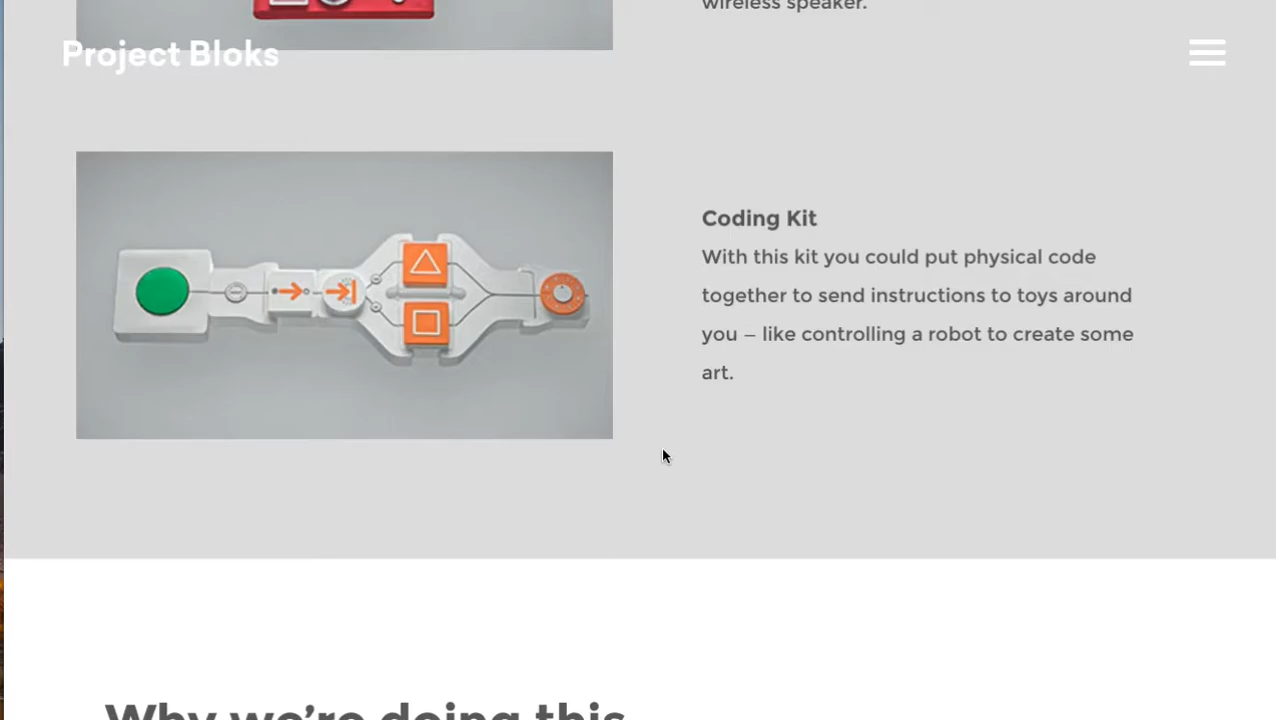 wireless speaker.
Project Bloks
Coding Kit
With this kit you could put physical code
together to send instructions to toys around
you – like controlling a robot to create some
art.
Why we're doing this